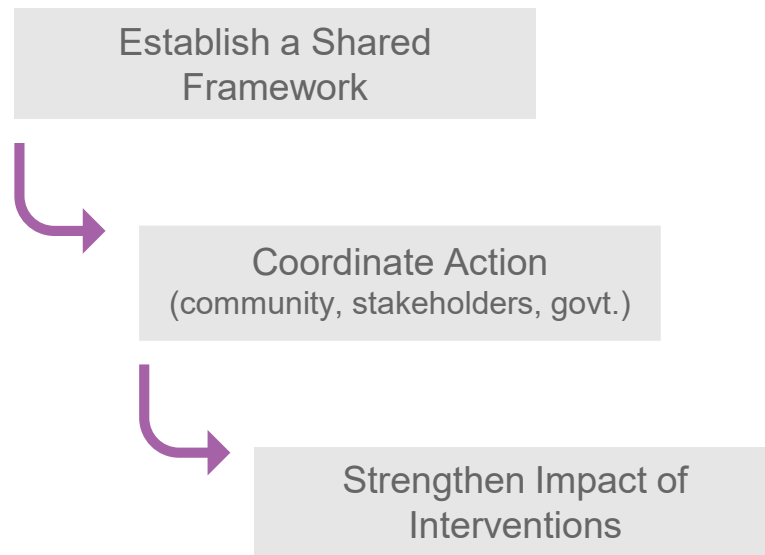 Establish a Shared
Framework
Coordinate Action
(community, stakeholders, govt.)
Strengthen Impact of
Interventions